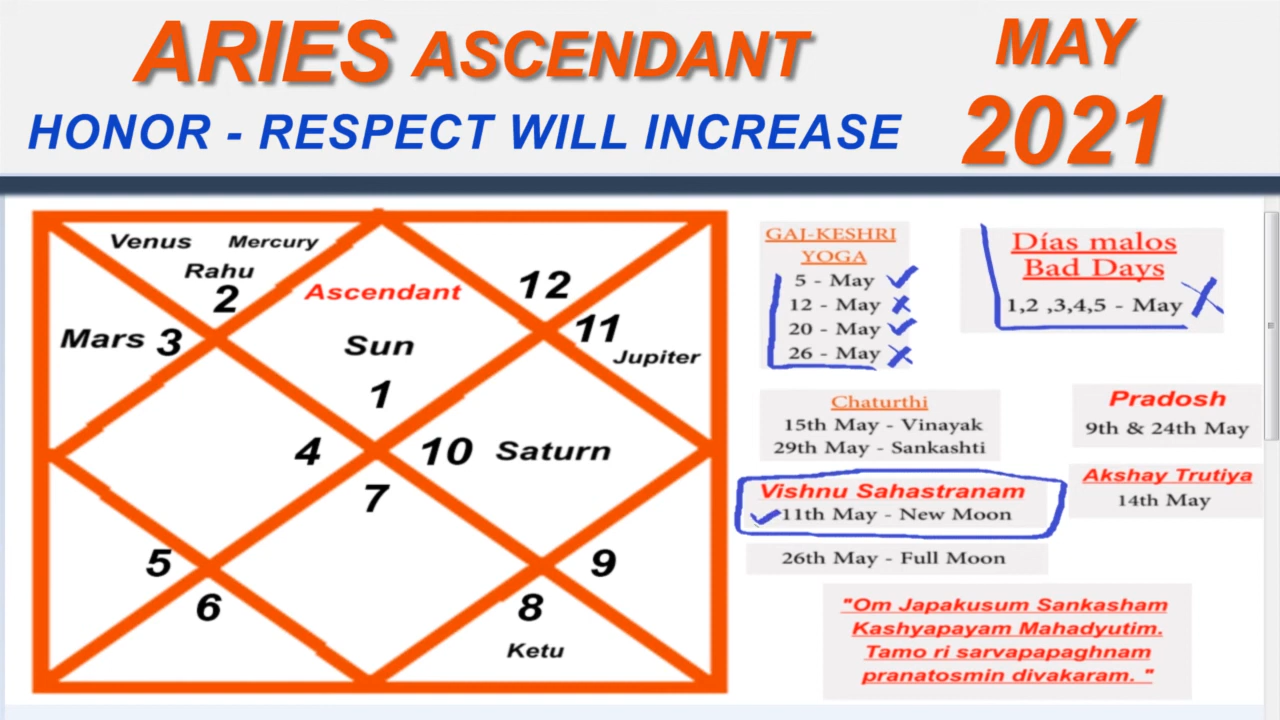 ARIES ASCENDANT
HONOR - RESPECT WILL INCREASE
MAY
2021
Venus Mercury
Rahu
2
Mars 3
Ascendant
Sun
1
12
11
Jupiter
4
10 Saturn
7
5
6
9
8
Ketu
GAJ-KESHRI
YOGA
5 - May
12 - May
20 - May
26 - May
Días malos
Bad Days
1,2 ,3,4,5 - May
Chaturthi
15th May - Vinayak
29th May - Sankashti
Pradosh
9th & 24th May
Vishnu Sahastranam
11th May - New Moon
Akshay Trutiya
14th May
26th May - Full Moon
"Om Japakusum Sankasham
Kashyapayam Mahadyutim.
Tamo ri sarvapapaghnam
pranatosmin divakaram. "